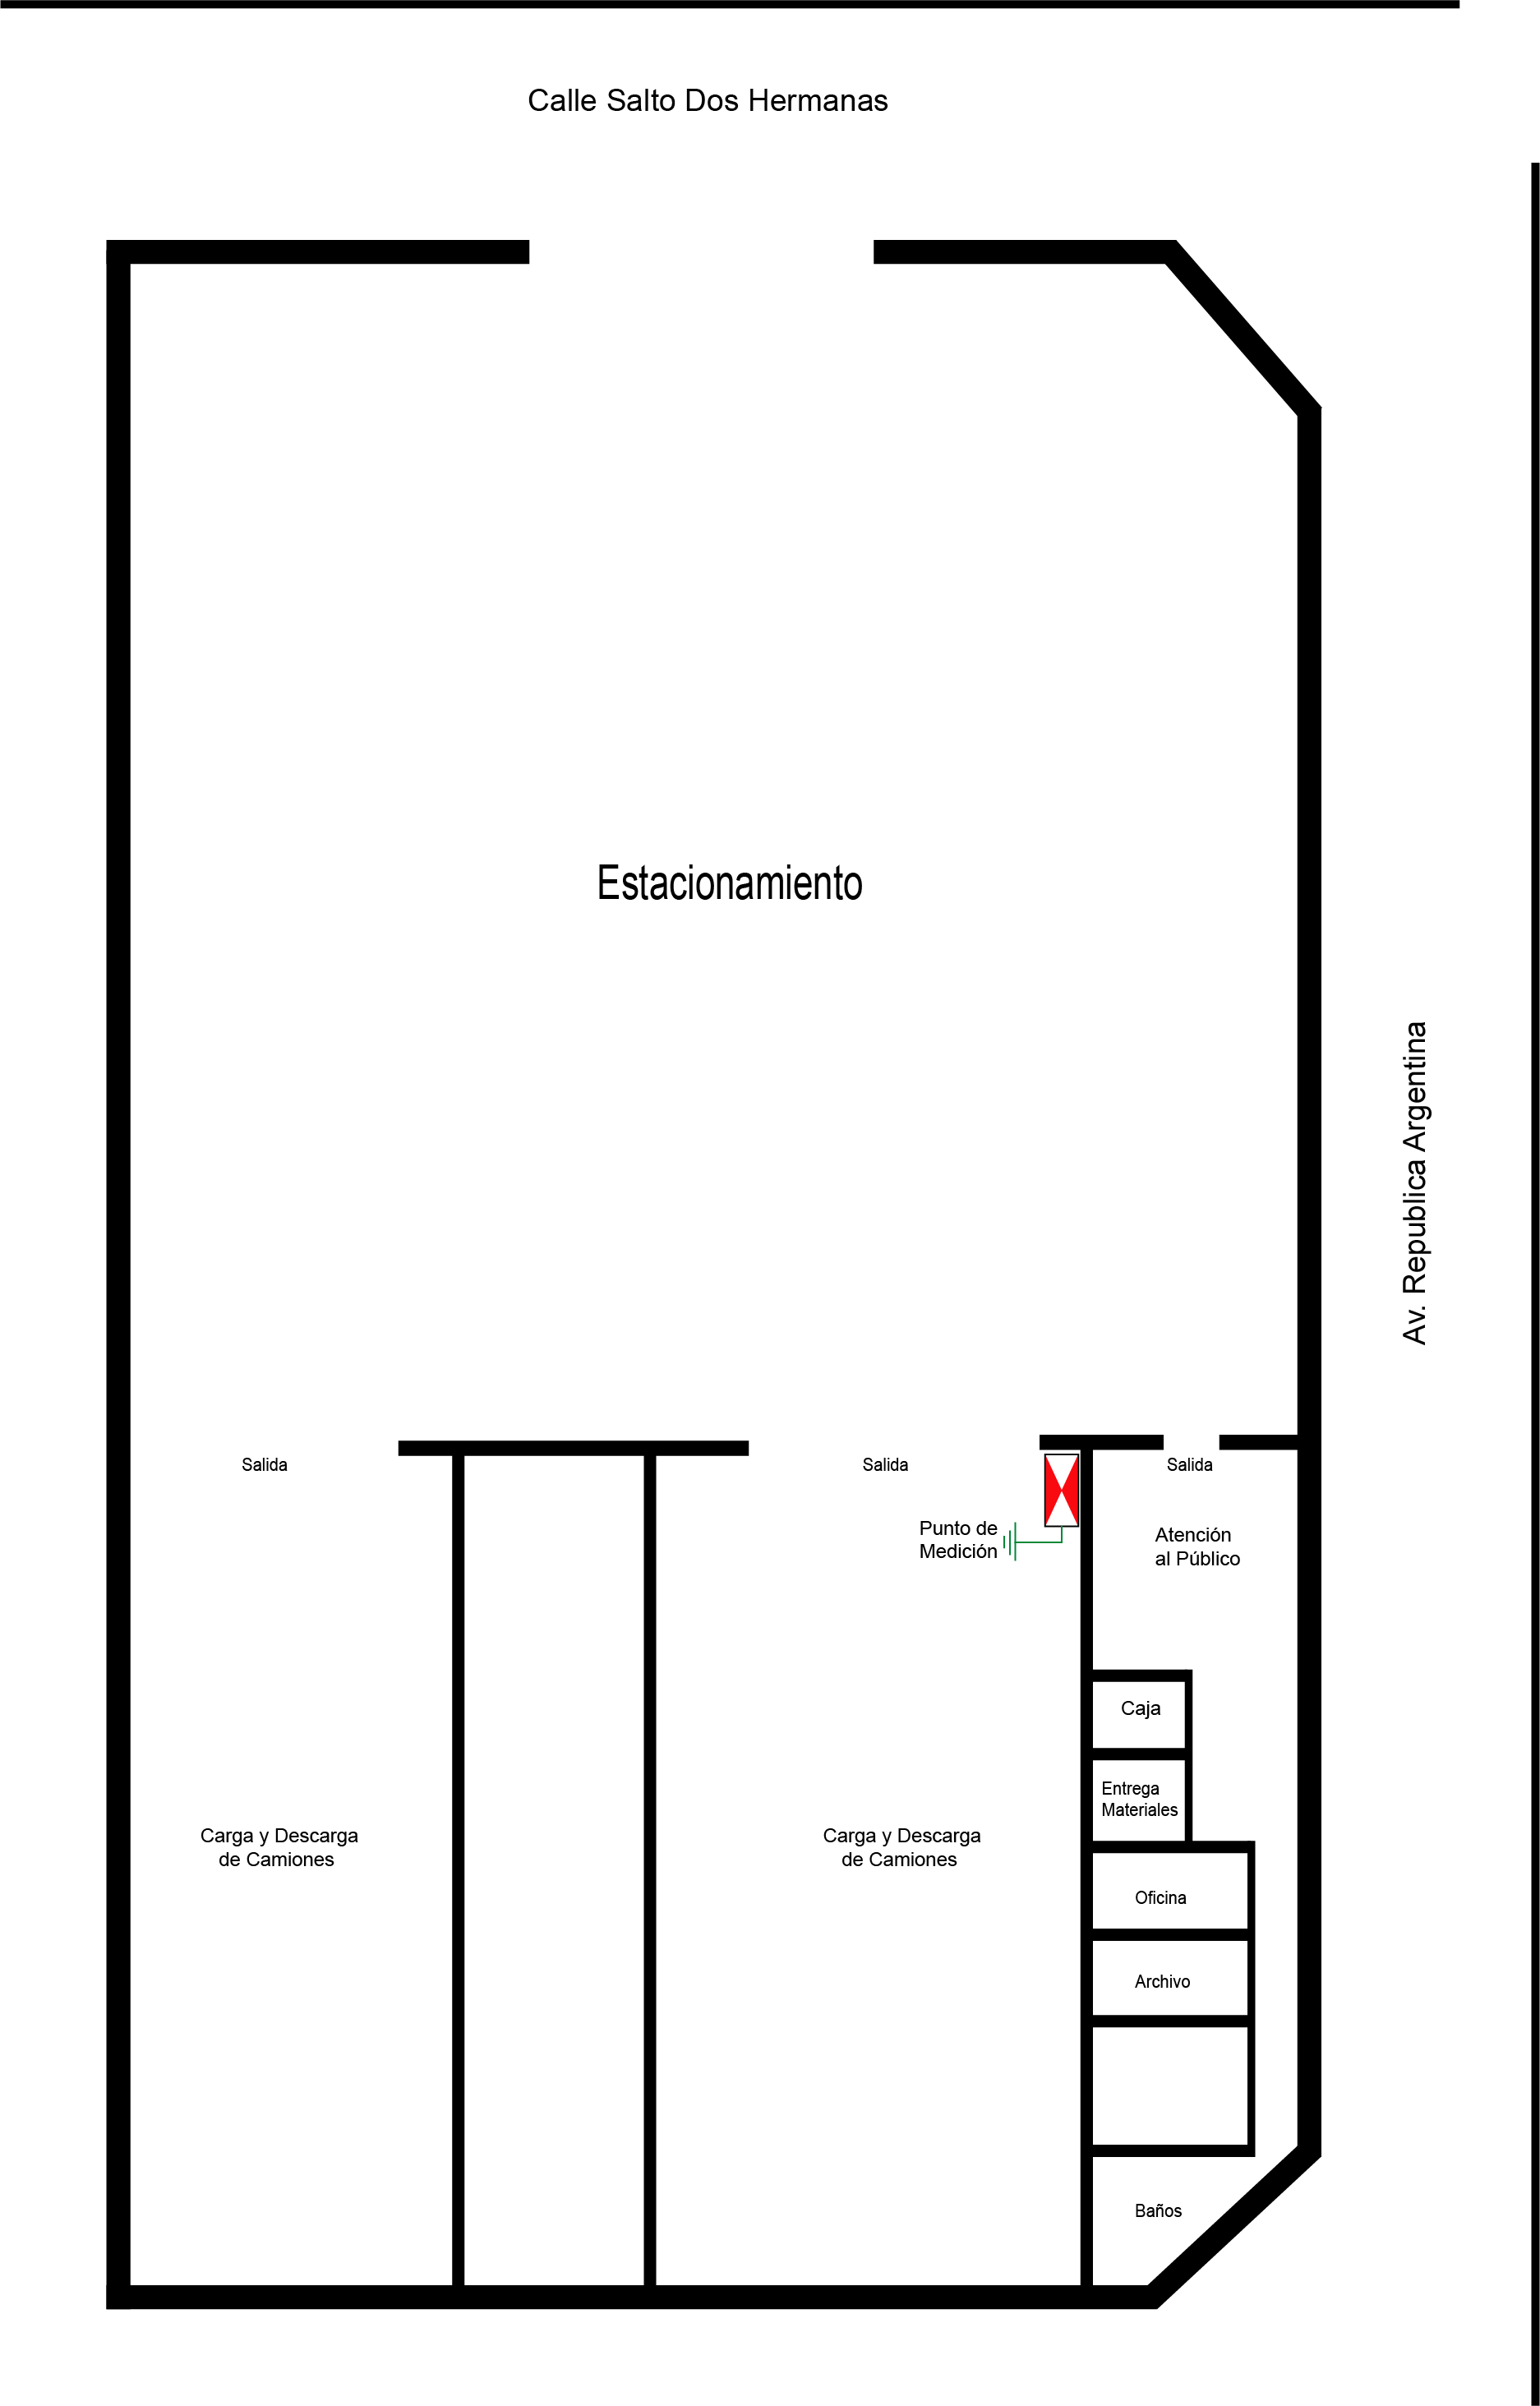 Calle Salto Dos Hermanas
Estacionamiento
Av. Republica Argentina
Salida
Salida
Salida
Punto de
Medición
Atención
al Público
Caja
Entrega
Materiales
Carga y Descarga
de Camiones
Carga y Descarga
de Camiones
Oficina
Archivo
Baños